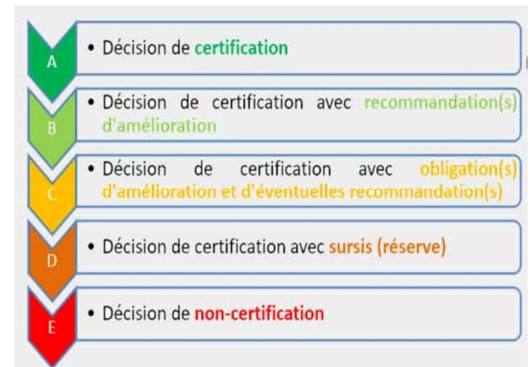 A
• Décision de certification
B
• Décision de certification avec recommandation(s)
d'amélioration
C
• Décision de certification avec obligation(s)
d'amélioration et d'éventuelles recommandation(s)
D
• Décision de certification avec sursis (réserve)
E
• Décision de non-certification